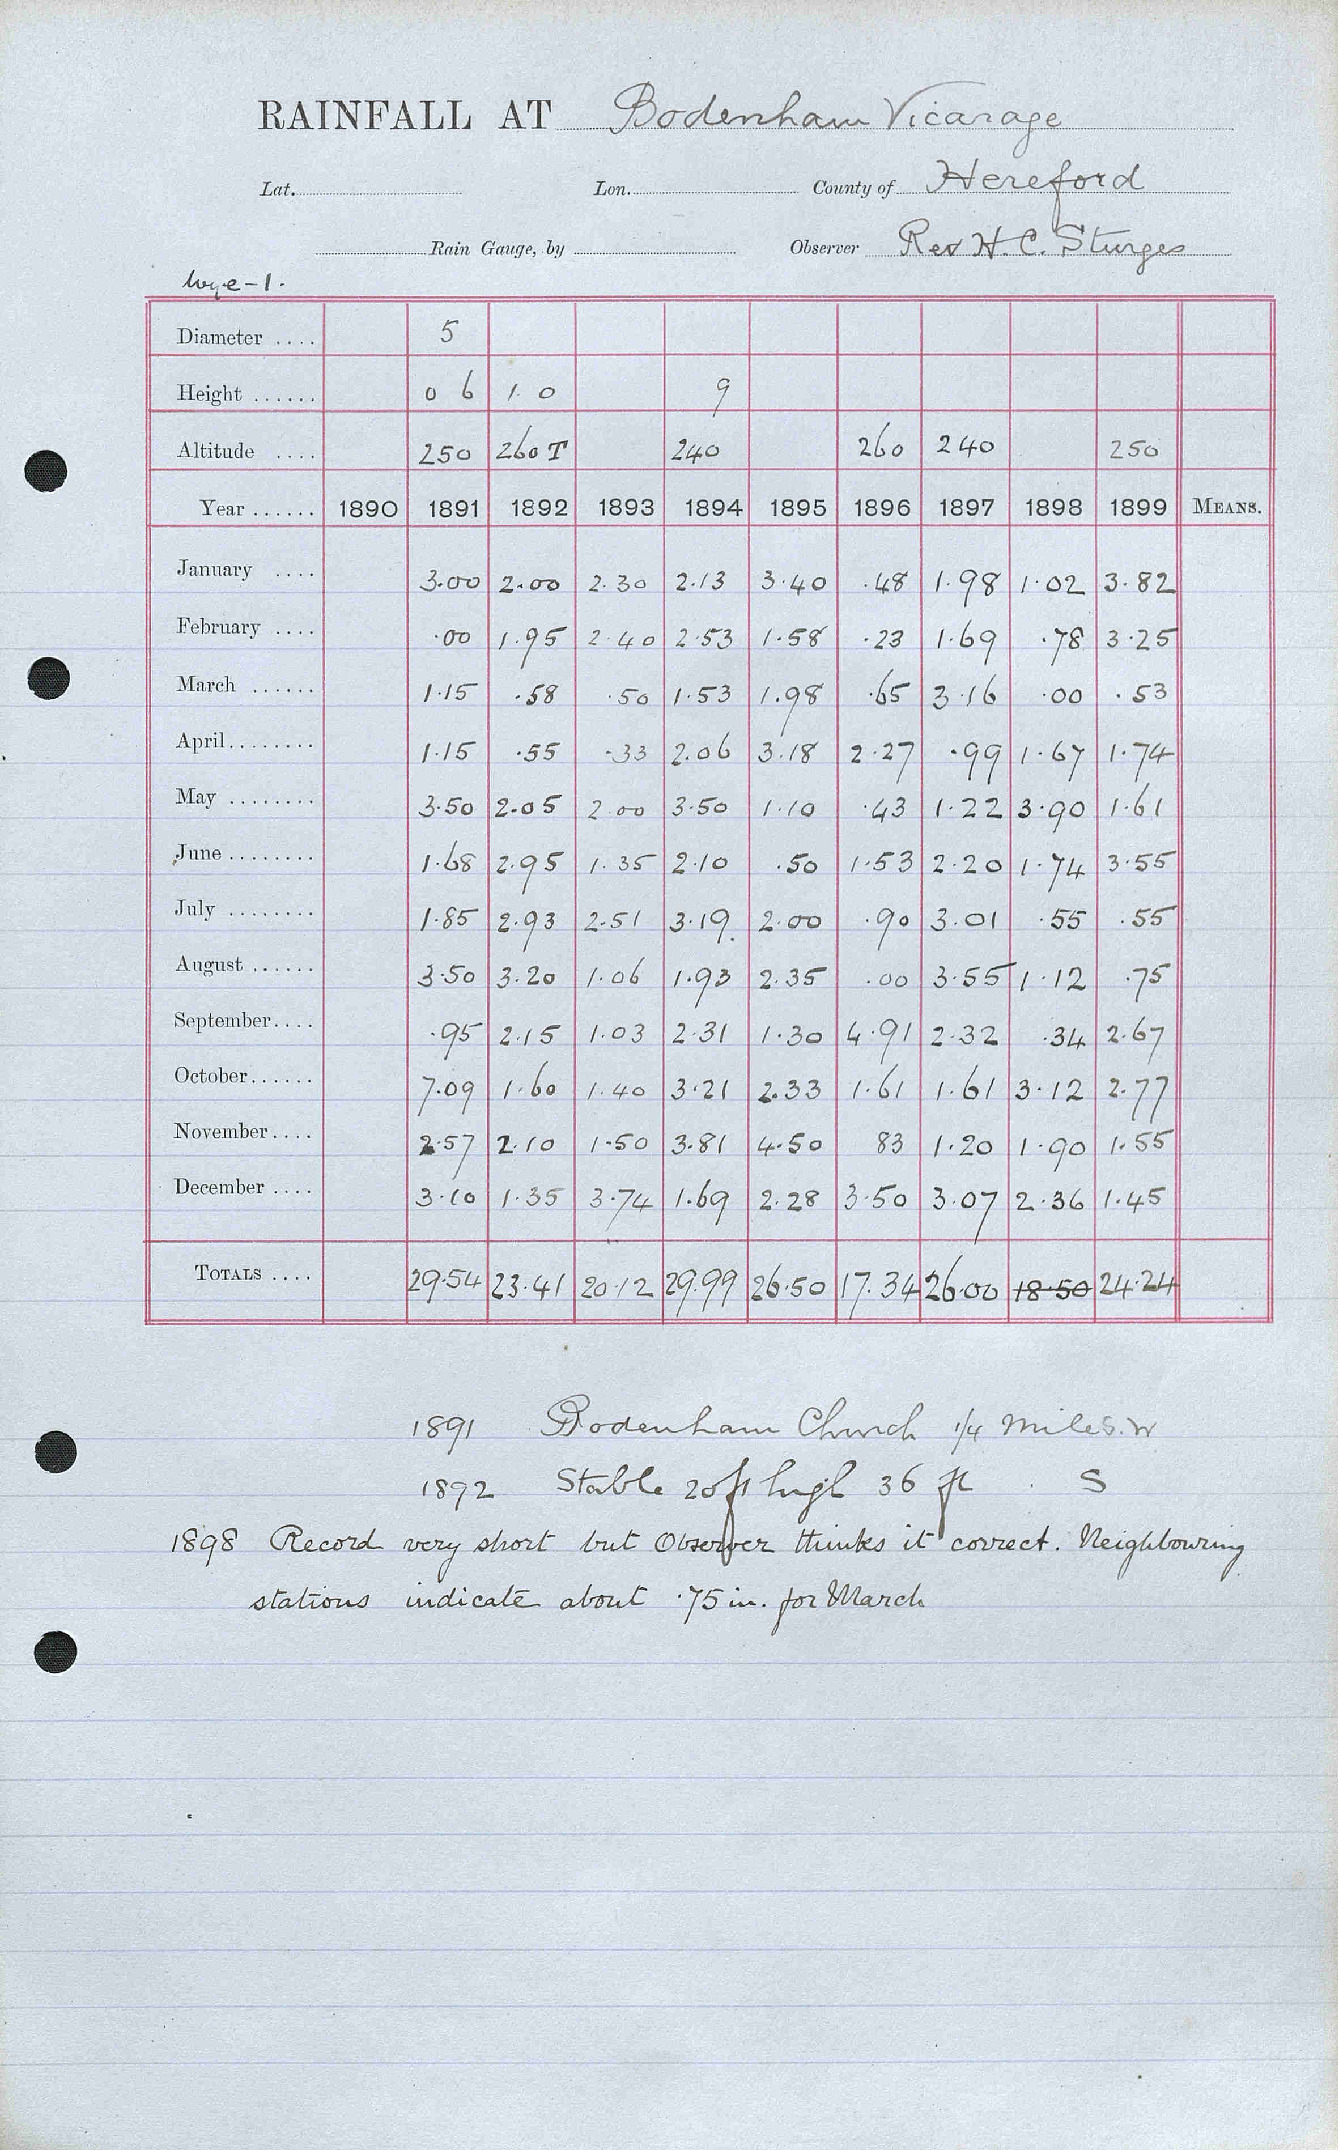 RAINFALL AT Bodenham Vicarage
Lat. Lon. County of Hereford
Rain Gauge, by Observer Rev H. C. Sturges
Wye-1.
Diameter .... 5
Height ...... 0 6 1. 0 9
Altitude .... 250 260 T 240 260 240 250
Year ...... 1890 1891 1892 1893 1894 1895 1896 1897 1898 1899 MEANS.
January .... 3.00 2.00 2.30 2.13 3.40 .48 1.98 1.02 3.82
February .... .00 1.95 2.40 2.53 1.58 .23 1.69 .78 3.25
March ...... 1.15 .58 .50 1.53 1.98 .65 3.16 .00 .53
April........ 1.15 .55 .33 2.06 3.18 2.27 .99 1.67 1.74
May ........ 3.50 2.05 2.00 3.50 1.10 .43 1.22 3.90 1.61
June ........ 1.68 2.95 1.35 2.10 .50 1.53 2.20 1.74 3.55
July ........ 1.85 2.93 2.51 3.19 2.00 .90 3.01 .55 .55
August ...... 3.50 3.20 1.06 1.93 2.35 .00 3.55 1.12 .75
September.... .95 2.15 1.03 2.31 1.30 4.91 2.32 .34 2.67
October...... 7.09 1.60 1.40 3.21 2.33 1.61 1.61 3.12 2.77
November.... 2.57 2.10 1.50 3.81 4.50 83 1.20 1.90 1.55
December .... 3.10 1.35 3.74 1.69 2.28 3.50 3.07 2.36 1.45
TOTALS .... 29.54 23.41 20.12 29.99 26.50 17.34 26.00 18.50 24.24
1891 Bodenham Church 1/4 mile S.W
1892 Stable 20 ft high 36 ft S
1898 Record very short but Observer thinks it correct. Neighbouring
stations indicate about .75 in. for March